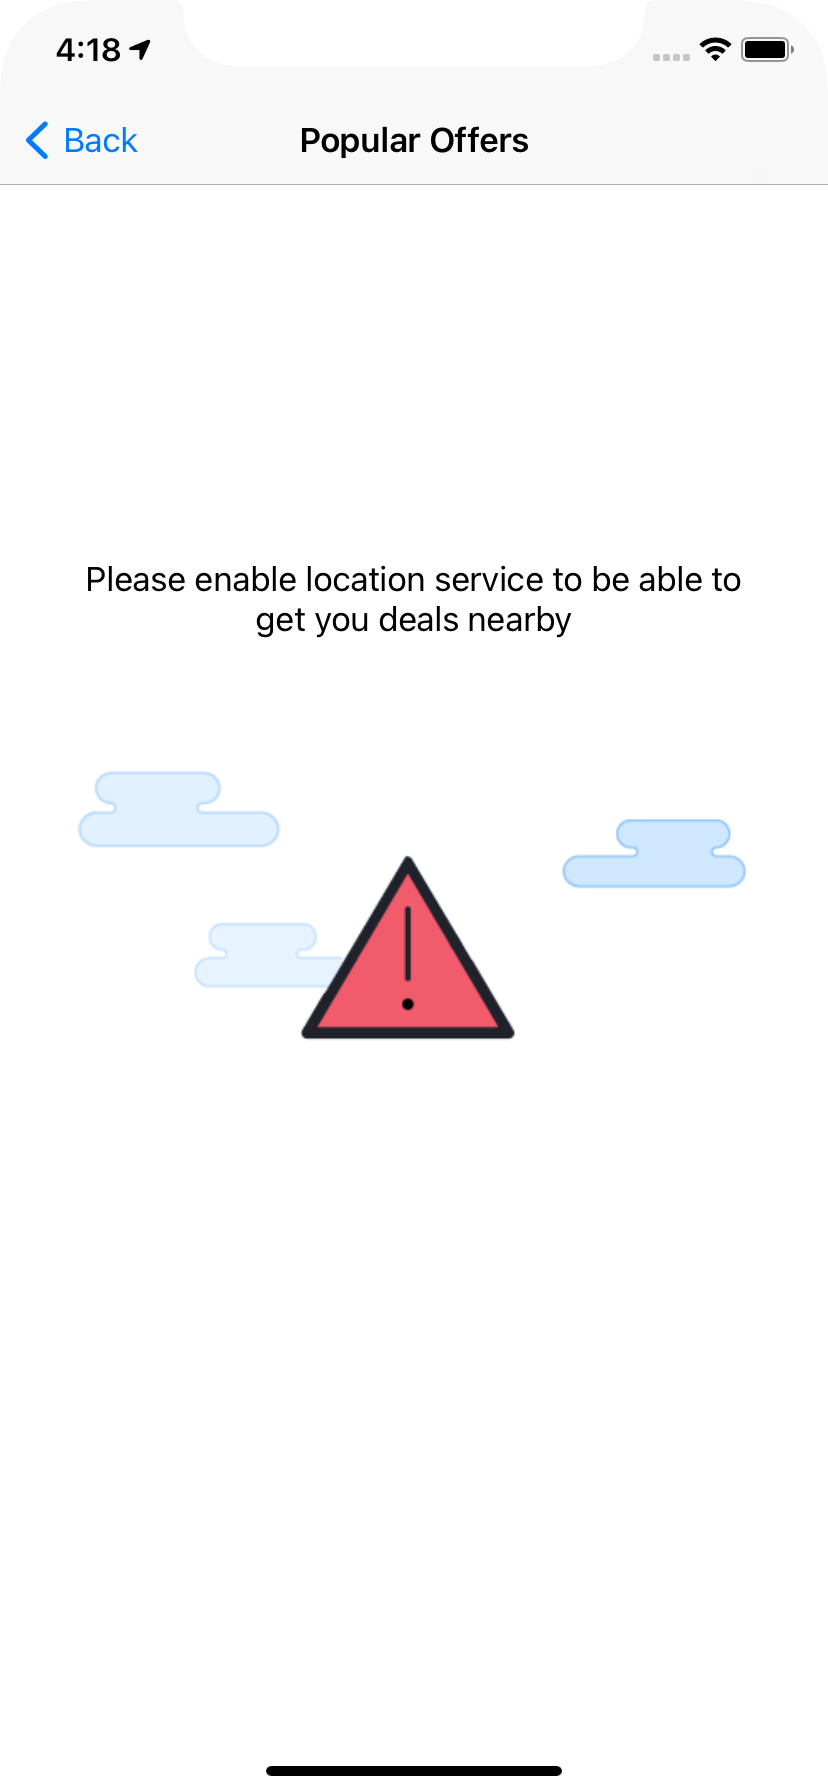 4:18
Back
Popular Offers
Please enable location service to be able to
get you deals nearby